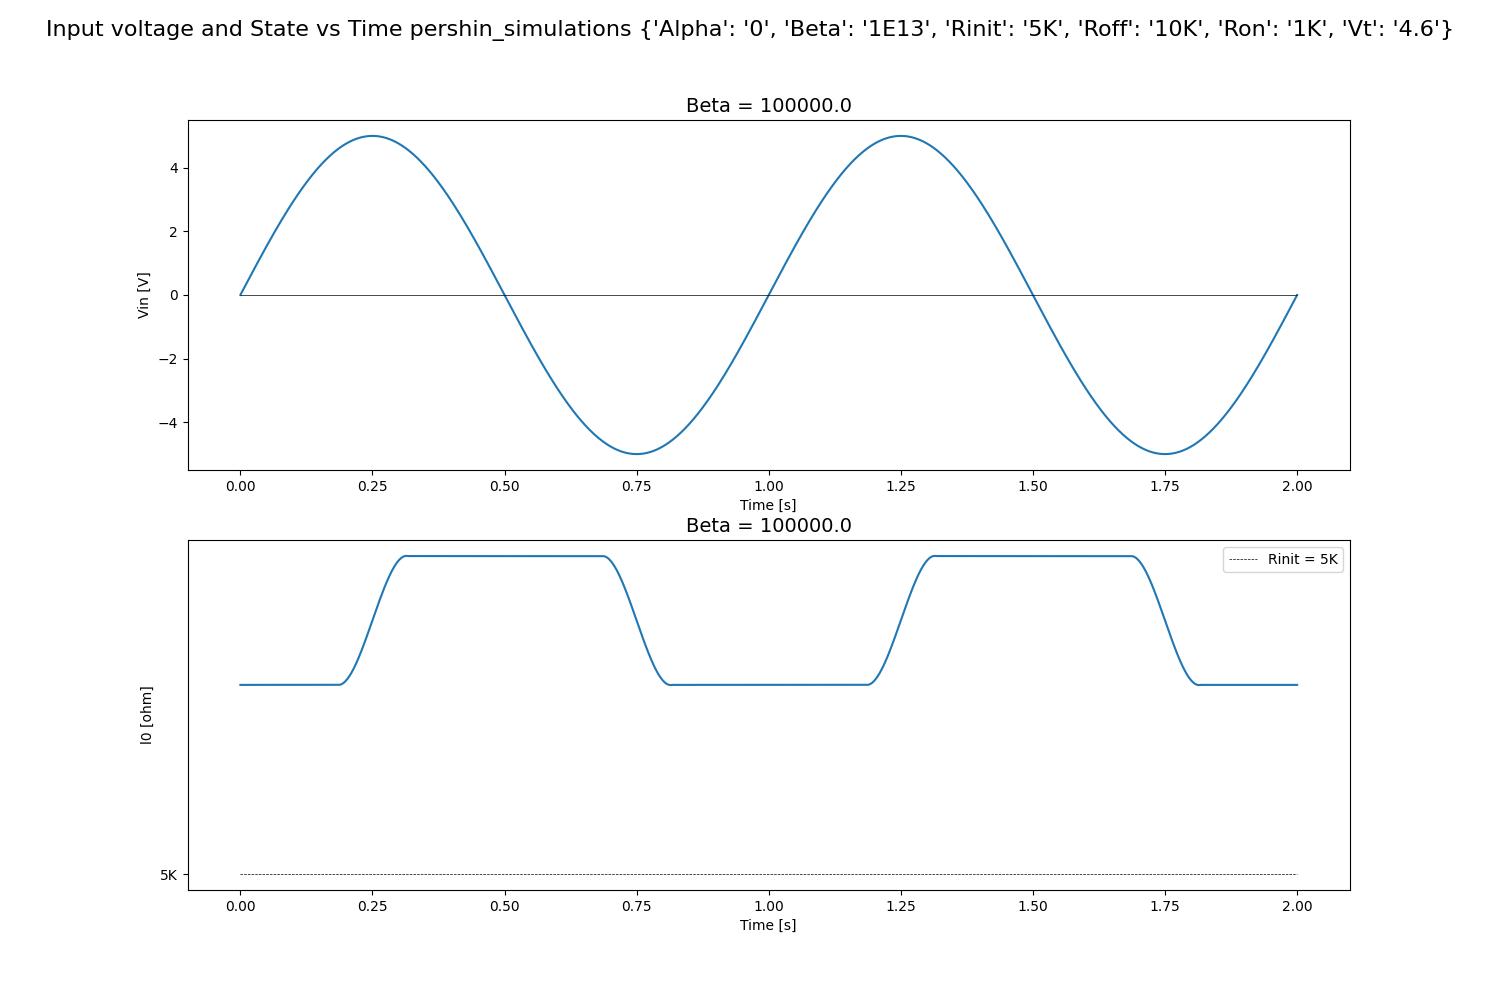 Input voltage and State vs Time pershin_simulations {'Alpha': '0', 'Beta': '1E13', 'Rinit': '5K', 'Roff': '10K', 'Ron': '1K', 'Vt': '4.6'}
Beta = 100000.0
Vin [V]
4
2
0
−2
−4
0.00 0.25 0.50 0.75 1.00 1.25 1.50 1.75 2.00
Time [s]
Beta = 100000.0
Rinit = 5K
l0 [ohm]
5K
0.00 0.25 0.50 0.75 1.00 1.25 1.50 1.75 2.00
Time [s]